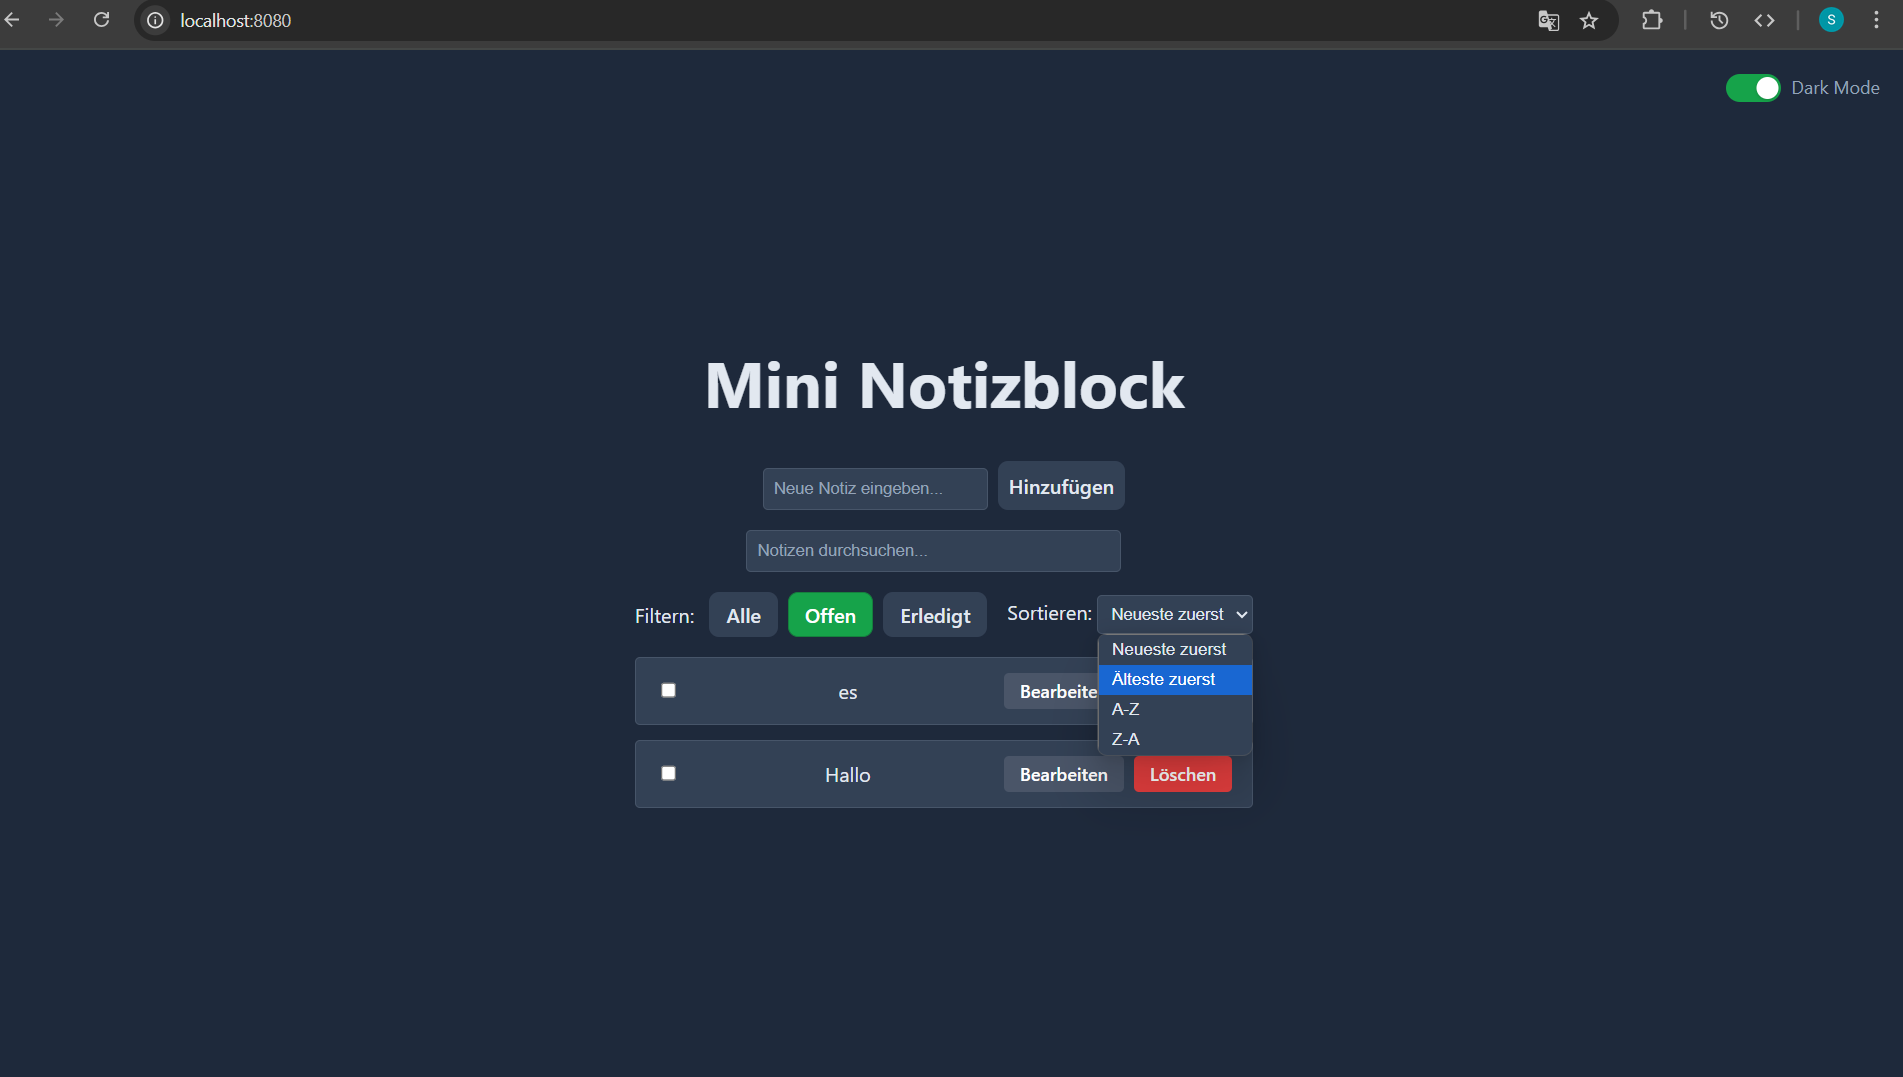 localhost:8080
S
Dark Mode
Mini Notizblock
Neue Notiz eingeben... Hinzufügen
Notizen durchsuchen...
Filtern: Alle Offen Erledigt Sortieren: Neueste zuerst
Neueste zuerst
Älteste zuerst
A-Z
Z-A
es Bearbeite
Hallo Bearbeiten Löschen